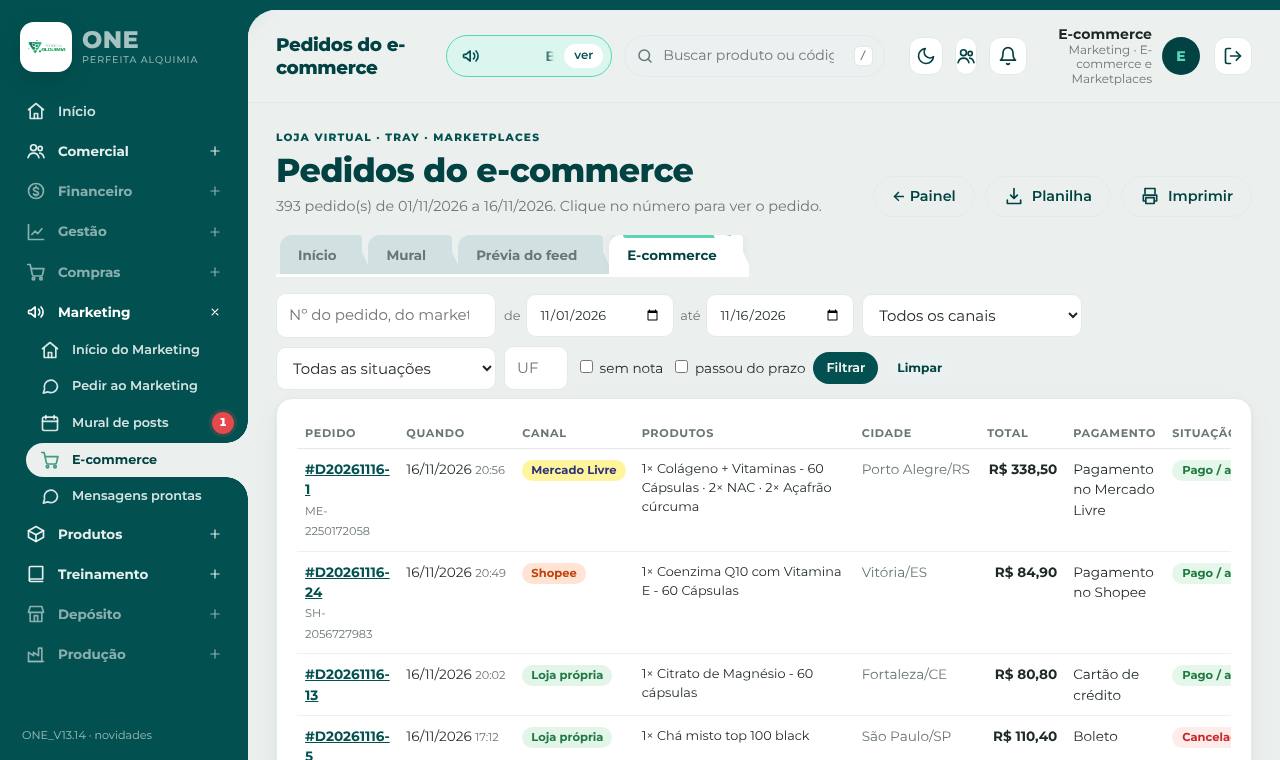 ONE
PERFEITA ALQUIMIA
Início
Comercial +
Financeiro +
Gestão +
Compras +
Marketing ×
Início do Marketing
Pedir ao Marketing
Mural de posts 1
E-commerce
Mensagens prontas
Produtos +
Treinamento +
Depósito +
Produção +
ONE_V13.14 · novidades
Pedidos do e-commerce
ver
Buscar produto ou códig
/
E-commerce
Marketing · E-commerce e Marketplaces
E
LOJA VIRTUAL · TRAY · MARKETPLACES
Pedidos do e-commerce
393 pedido(s) de 01/11/2026 a 16/11/2026. Clique no número para ver o pedido.
← Painel
Planilha
Imprimir
Início Mural Prévia do feed E-commerce
Nº do pedido, do market de 11/01/2026 até 11/16/2026 Todos os canais
Todas as situações UF sem nota passou do prazo Filtrar Limpar
PEDIDO QUANDO CANAL PRODUTOS CIDADE TOTAL PAGAMENTO SITUAÇÃO
#D20261116-1 ME-2250172058 16/11/2026 20:56 Mercado Livre 1× Colágeno + Vitaminas - 60 Cápsulas · 2× NAC · 2× Açafrão cúrcuma Porto Alegre/RS R$ 338,50 Pagamento no Mercado Livre Pago / a
#D20261116-24 SH-2056727983 16/11/2026 20:49 Shopee 1× Coenzima Q10 com Vitamina E - 60 Cápsulas Vitória/ES R$ 84,90 Pagamento no Shopee Pago / a
#D20261116-13 16/11/2026 20:02 Loja própria 1× Citrato de Magnésio - 60 cápsulas Fortaleza/CE R$ 80,80 Cartão de crédito Pago / a
#D20261116-5 16/11/2026 17:12 Loja própria 1× Chá misto top 100 black São Paulo/SP R$ 110,40 Boleto Cancela